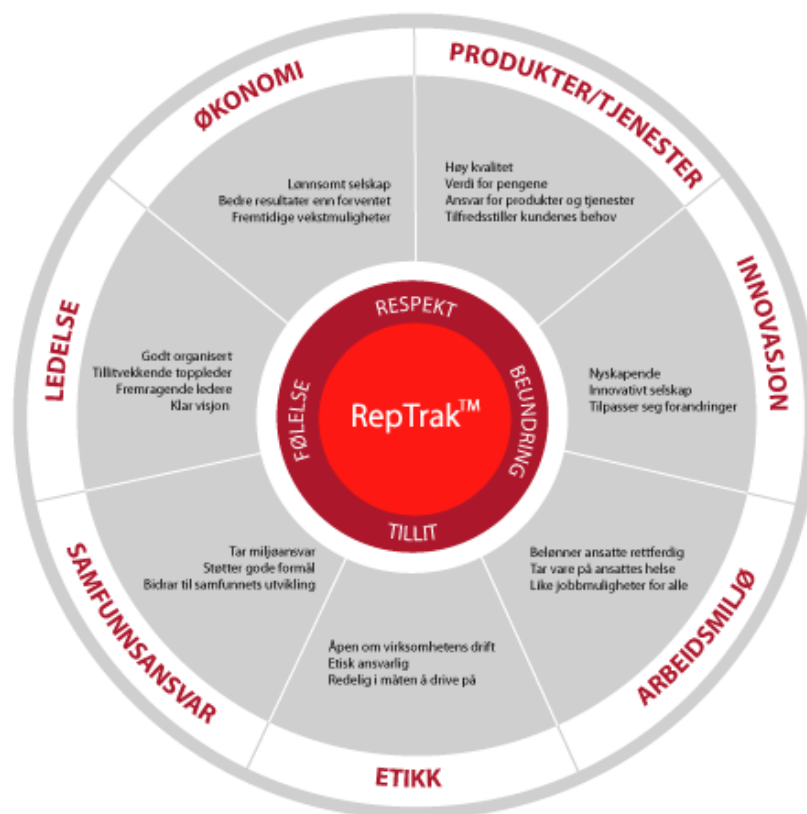 ØKONOMI
Lønnsomt selskap
Bedre resultater enn forventet
Fremtidige vekstmuligheter
PRODUKTER/TJENESTER
Høy kvalitet
Verdi for pengene
Ansvar for produkter og tjenester
Tilfredsstiller kundenes behov
INNOVASJON
Nyskapende
Innovativt selskap
Tilpasser seg forandringer
ARBEIDSMILJØ
Belønner ansatte rettferdig
Tar vare på ansattes helse
Like jobbmuligheter for alle
ETIKK
Åpen om virksomhetens drift
Etisk ansvarlig
Redelig i måten å drive på
SAMFUNNSANSVAR
Tar miljøansvar
Støtter gode formål
Bidrar til samfunnets utvikling
LEDELSE
Godt organisert
Tillitvekkende toppleder
Fremragende ledere
Klar visjon
RESPEKT
BEUNDRING
TILLIT
FØLELSE
RepTrak™